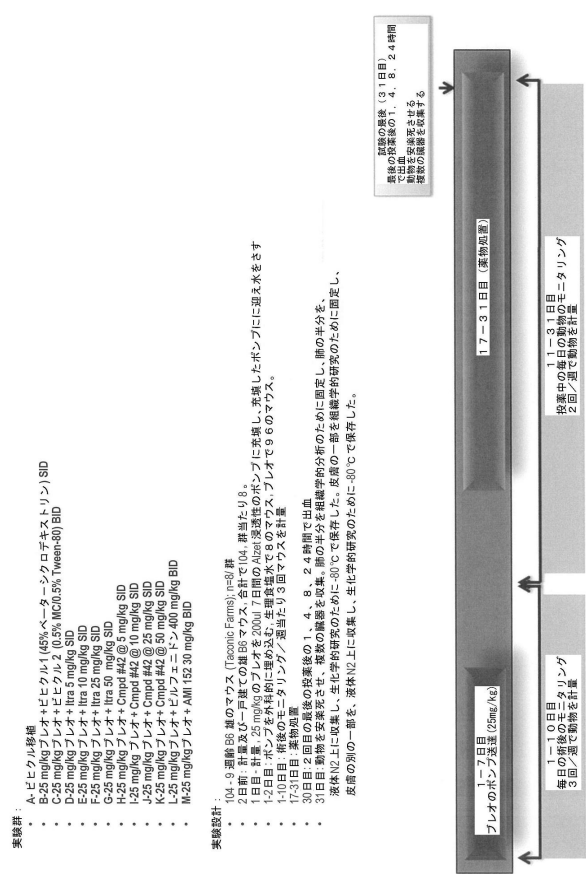 実験群：
• A- ビヒクル移植
• B-25 mg/kg ブレオ+ビヒクル1 (45%ベーターシクロデキストリン) SID
• C-25 mg/kg ブレオ+ビヒクル2 (0.5% MC/0.5% Tween-80) BID
• D-25 mg/kg ブレオ + Itra 5 mg/kg SID
• E-25 mg/kg ブレオ + Itra 10 mg/kg SID
• F-25 mg/kg ブレオ + Itra 25 mg/kg SID
• G-25 mg/kg ブレオ + Itra 50 mg/kg SID
• H-25 mg/kg ブレオ + Cmpd #42 @ 5 mg/kg SID
• I-25 mg/kg ブレオ + Cmpd #42 @ 10 mg/kg SID
• J-25 mg/kg ブレオ + Cmpd #42 @ 25 mg/kg SID
• K-25 mg/kg ブレオ + Cmpd #42 @ 50 mg/kg SID
• L-25 mg/kg ブレオ + ピルフェニドン 400 mg/kg BID
• M-25 mg/kgブレオ + AMI 152 30 mg/kg BID
実験設計：
• 104 - 9 週齢 B6 雄のマウス (Taconic Farms); n=8/ 群
• 2日前：計量及び一戸建ての雄 B6 マウス, 合計で104, 群当たり8。
• 1日目 - 計量, 25 mg/kg のブレオを 200ul 7日間の Alzet 浸透性のポンプに充填し、充填したポンプにに迎え水をさす
• 1-2日目：ポンプを外科的に埋め込む, 生理食塩水で8のマウス, ブレオで96のマウス。
• 1-10日目：術後のモニタリング／週当たり3回マウスを計量
• 17-31日目：薬物処置
• 30日目：2回目の最後の投薬後の1、4、8、24時間で出血
• 31日目：動物を安楽死させ、複数の臓器を収集。肺の半分を組織学的分析のために固定し、肺の半分を、
液体N2上に収集し、生化学的研究のために-80℃で保存した。皮膚の一部を組織学的研究のために固定し、
皮膚の別の一部を、液体N2上に収集し、生化学的研究のために-80℃で保存した。
試験の最後（31日目）
最後の投薬後の1、4、8、24時間
で出血
動物を安楽死させる
複数の臓器を収集する
1－7日目
ブレオのポンプ送達(25mg/kg)
17－31日目（薬物処置）
1－10日目
毎日の術後のモニタリング
3回／週で動物を計量
11－31日目
投薬中の毎日の動物のモニタリング
2回／週で動物を計量